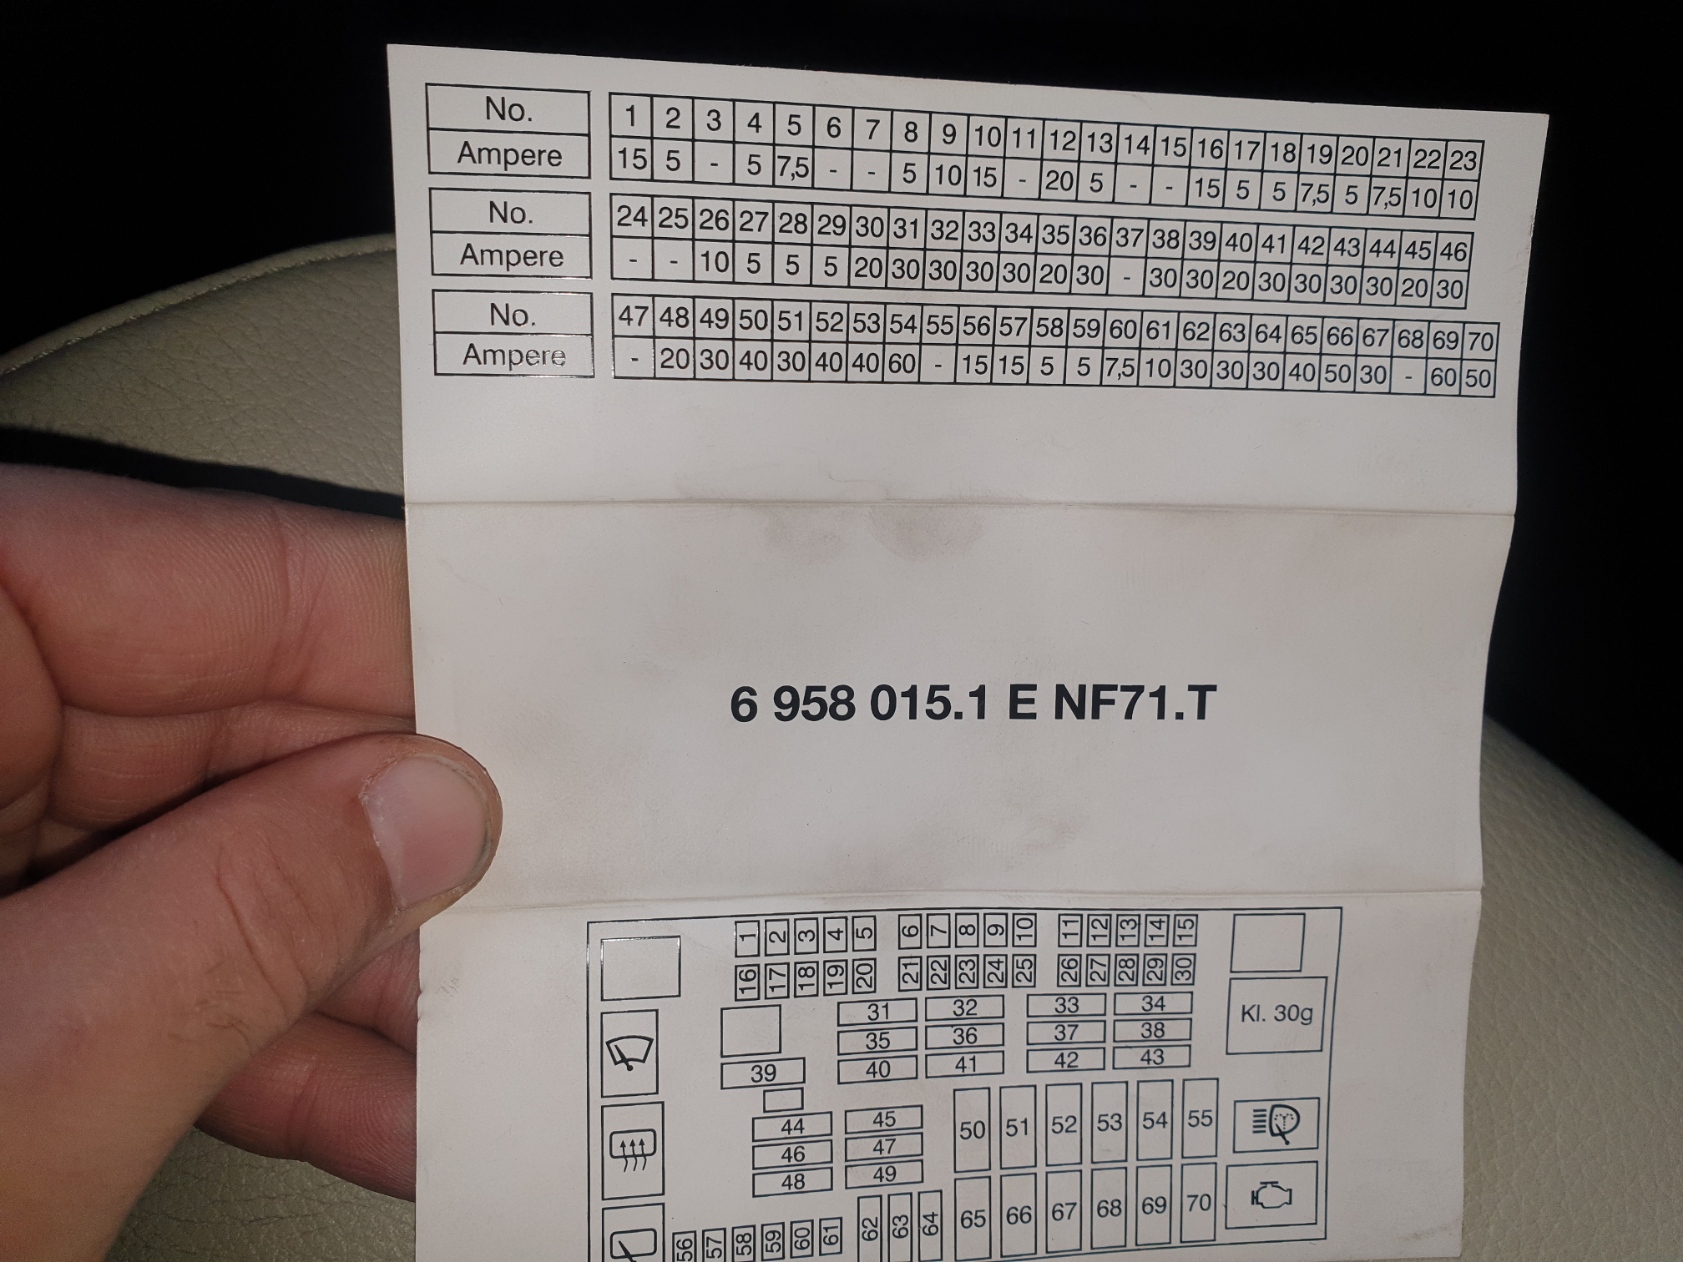 No. 1 2 3 4 5 6 7 8 9 10 11 12 13 14 15 16 17 18 19 20 21 22 23
Ampere 15 5 - 5 7,5 - - 5 10 15 - 20 5 - - 15 5 5 7,5 5 7,5 10 10
No. 24 25 26 27 28 29 30 31 32 33 34 35 36 37 38 39 40 41 42 43 44 45 46
Ampere - - 10 5 5 5 20 30 30 30 30 20 30 - 30 30 20 30 30 30 30 20 30
No. 47 48 49 50 51 52 53 54 55 56 57 58 59 60 61 62 63 64 65 66 67 68 69 70
Ampere - 20 30 40 30 40 40 60 - 15 15 5 5 7,5 10 30 30 30 40 50 30 - 60 50
6 958 015.1 E NF71.T
1 2 3 4 5 6 7 8 9 10 11 12 13 14 15
16 17 18 19 20 21 22 23 24 25 26 27 28 29 30
31 32 33 34
Kl. 30g
35 36 37 38
39 40 41 42 43
44 45
46 47
48 49
50 51 52 53 54 55
56 57 58 59 60 61 62 63 64 65 66 67 68 69 70